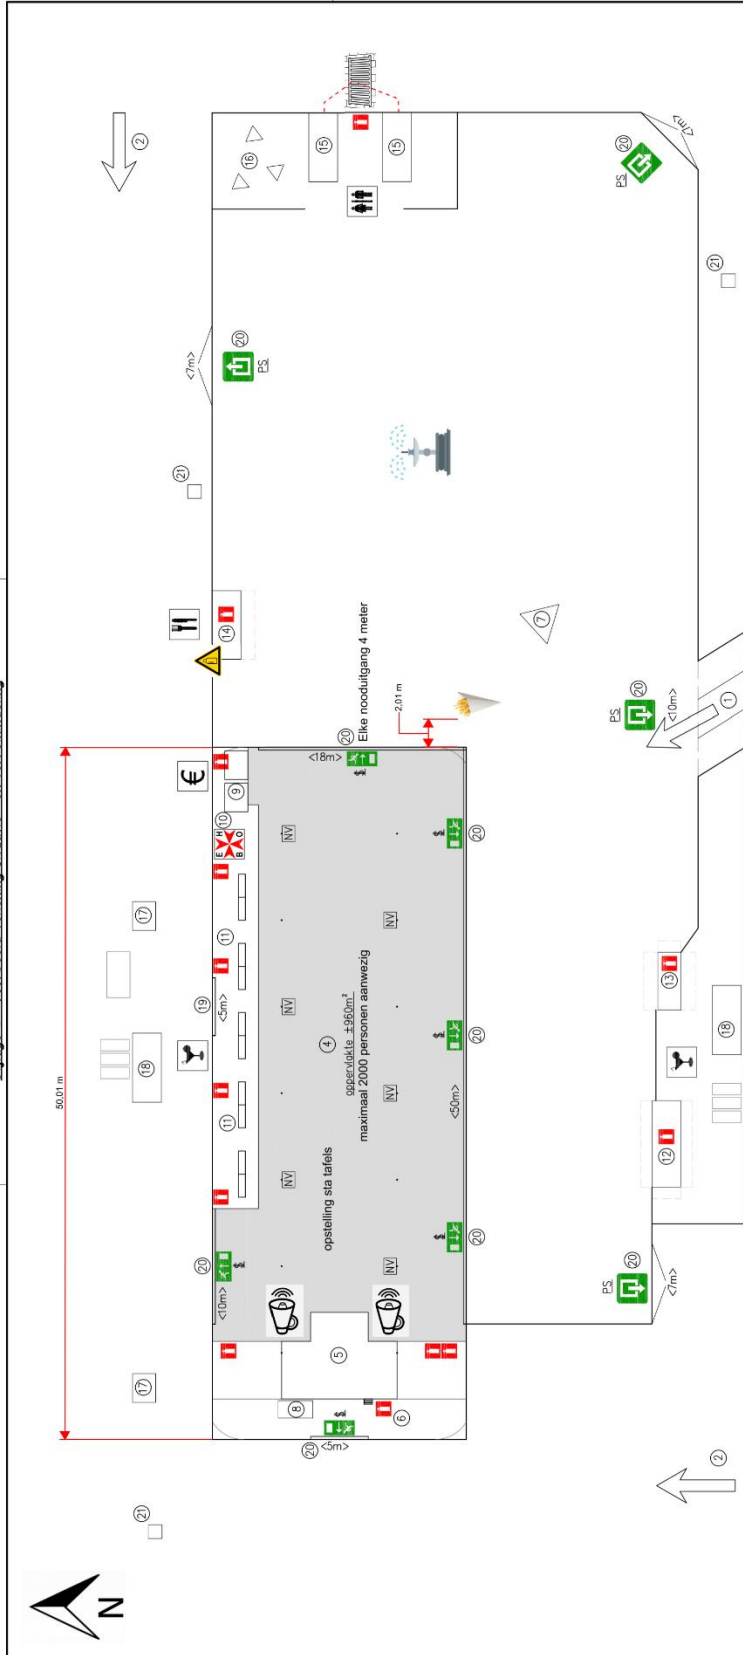 N
2
15
15
16
20
PS
<7m>
20
PS
<7m>
21
21
14
Elke nooduitgang 4 meter
2,01 m
7
20
PS
<10m>
1
50,01 m
€
9
10
E H
B O
20
<18m>
NV
NV
NV
NV
NV
NV
17
18
19
<5m>
11
11
4
oppervlakte ±960m²
maximaal 2000 personen aanwezig
opstelling sta tafels
20
20
20
<50m>
20
<10m>
13
18
12
20
PS
<7m>
5
8
6
20
<5m>
17
21
2